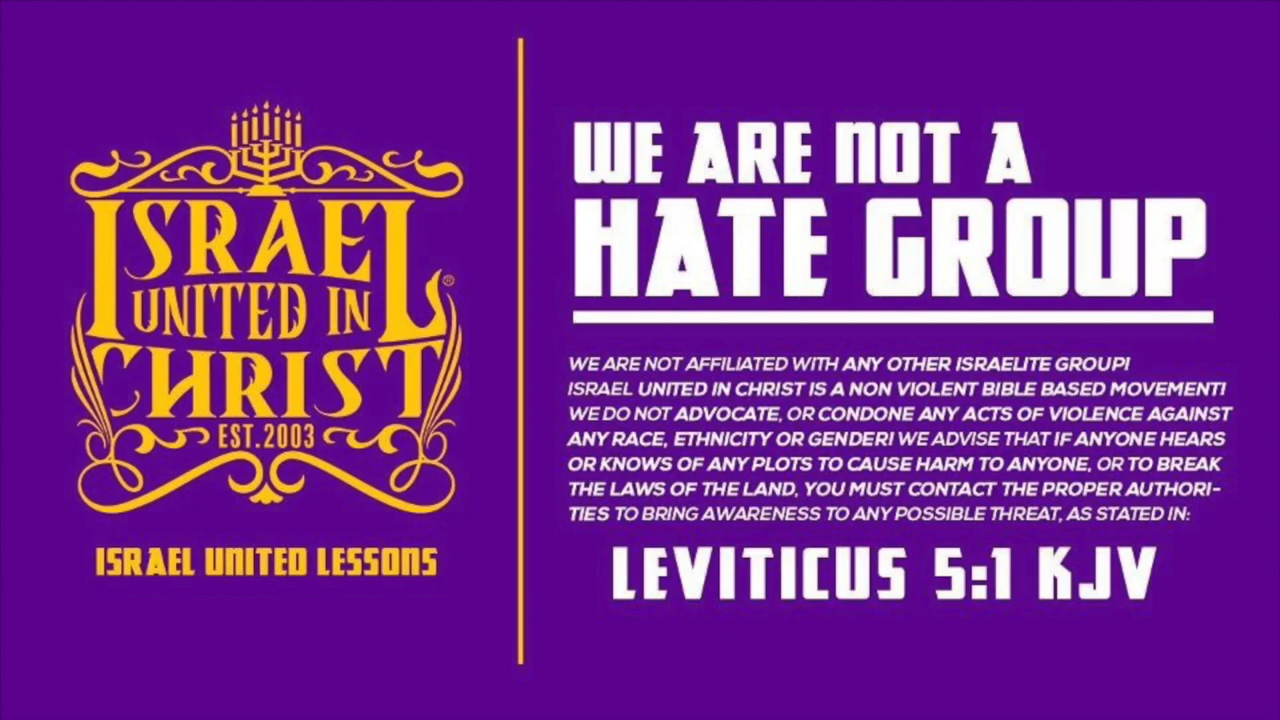 ISRAEL
UNITED IN
CHRIST
®
EST.2003
ISRAEL UNITED LESSONS
WE ARE NOT A
HATE GROUP
WE ARE NOT AFFILIATED WITH ANY OTHER ISRAELITE GROUP!
ISRAEL UNITED IN CHRIST IS A NON VIOLENT BIBLE BASED MOVEMENT!
WE DO NOT ADVOCATE, OR CONDONE ANY ACTS OF VIOLENCE AGAINST
ANY RACE, ETHNICITY OR GENDER! WE ADVISE THAT IF ANYONE HEARS
OR KNOWS OF ANY PLOTS TO CAUSE HARM TO ANYONE, OR TO BREAK
THE LAWS OF THE LAND, YOU MUST CONTACT THE PROPER AUTHORI-
TIES TO BRING AWARENESS TO ANY POSSIBLE THREAT, AS STATED IN:
LEVITICUS 5:1 KJV